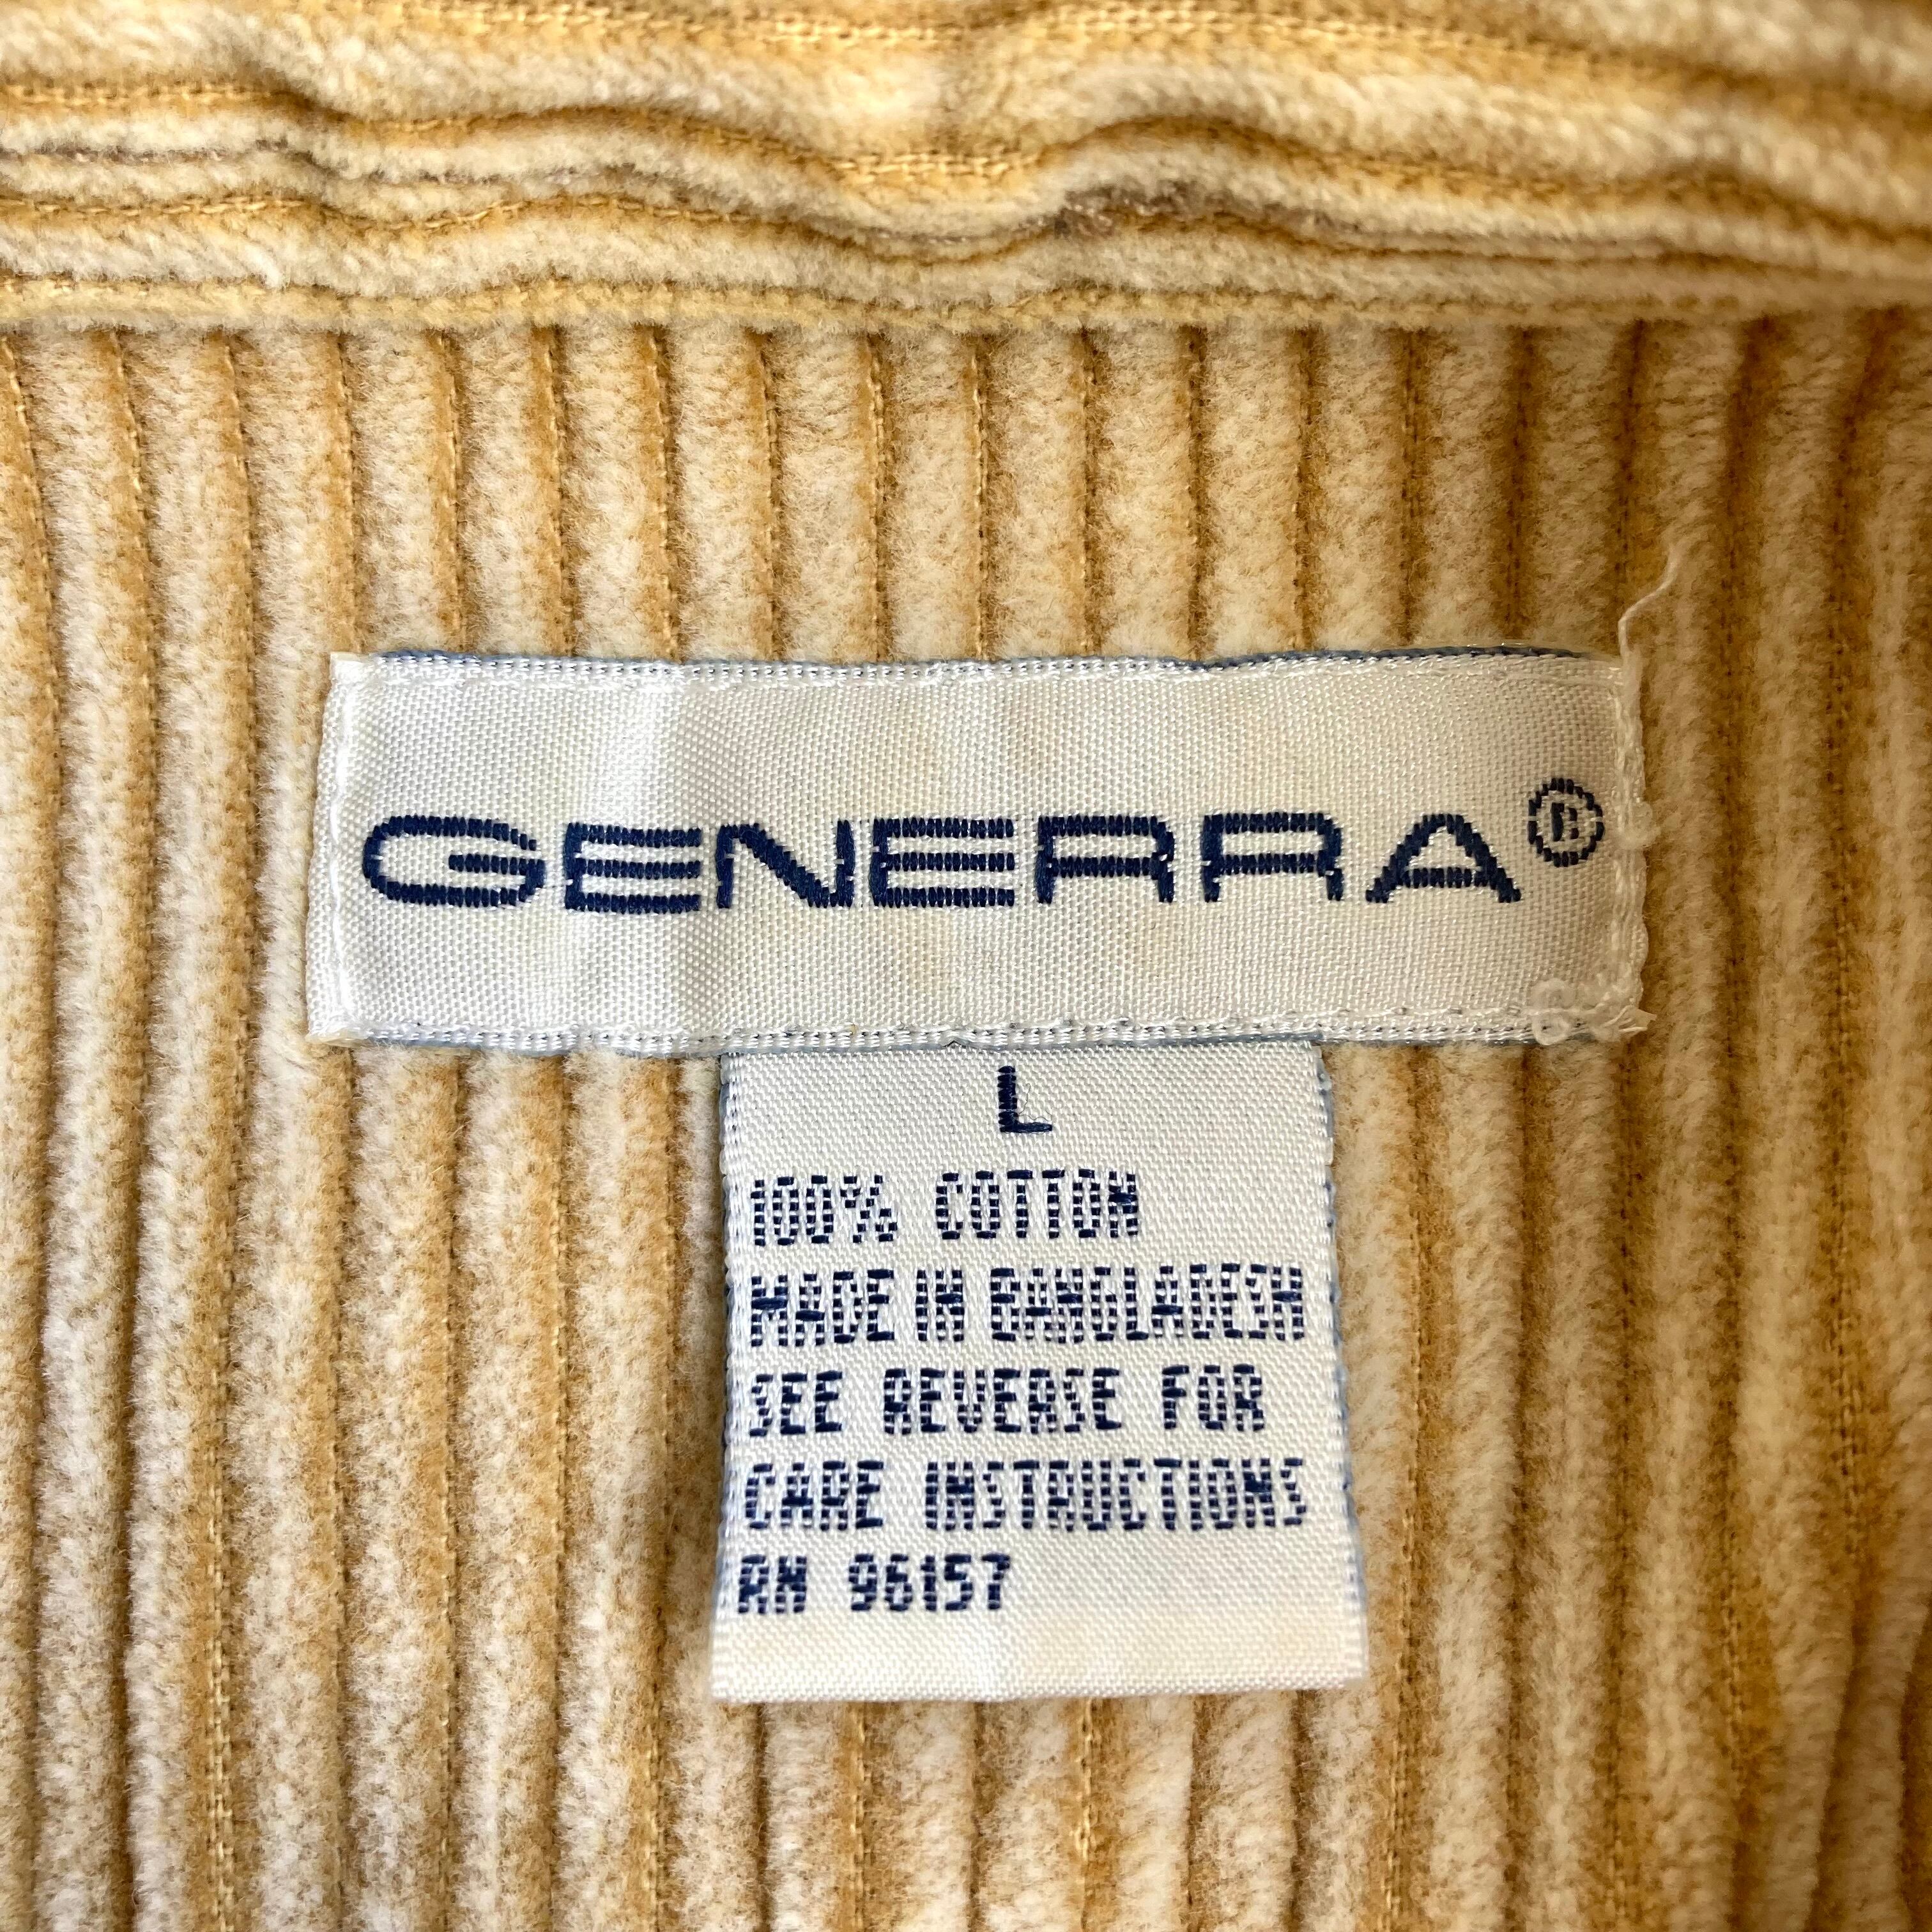 GENERRA®
L
100% COTTON
MADE IN BANGLADESH
SEE REVERSE FOR
CARE INSTRUCTIONS
RN 96157